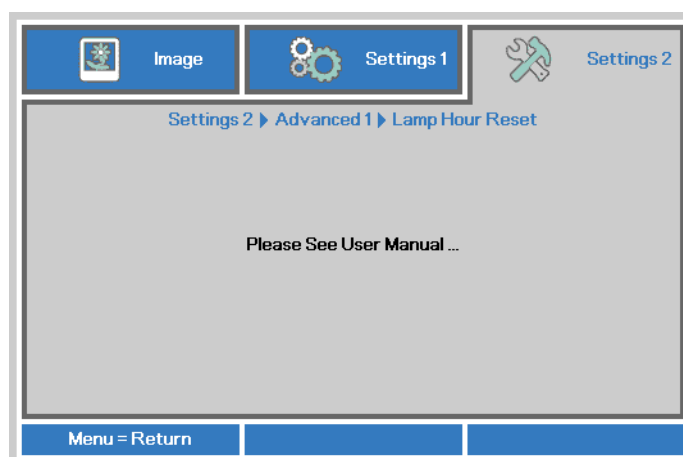 Image
Settings 1
Settings 2
Settings 2 ▶ Advanced 1 ▶ Lamp Hour Reset
Please See User Manual ...
Menu = Return